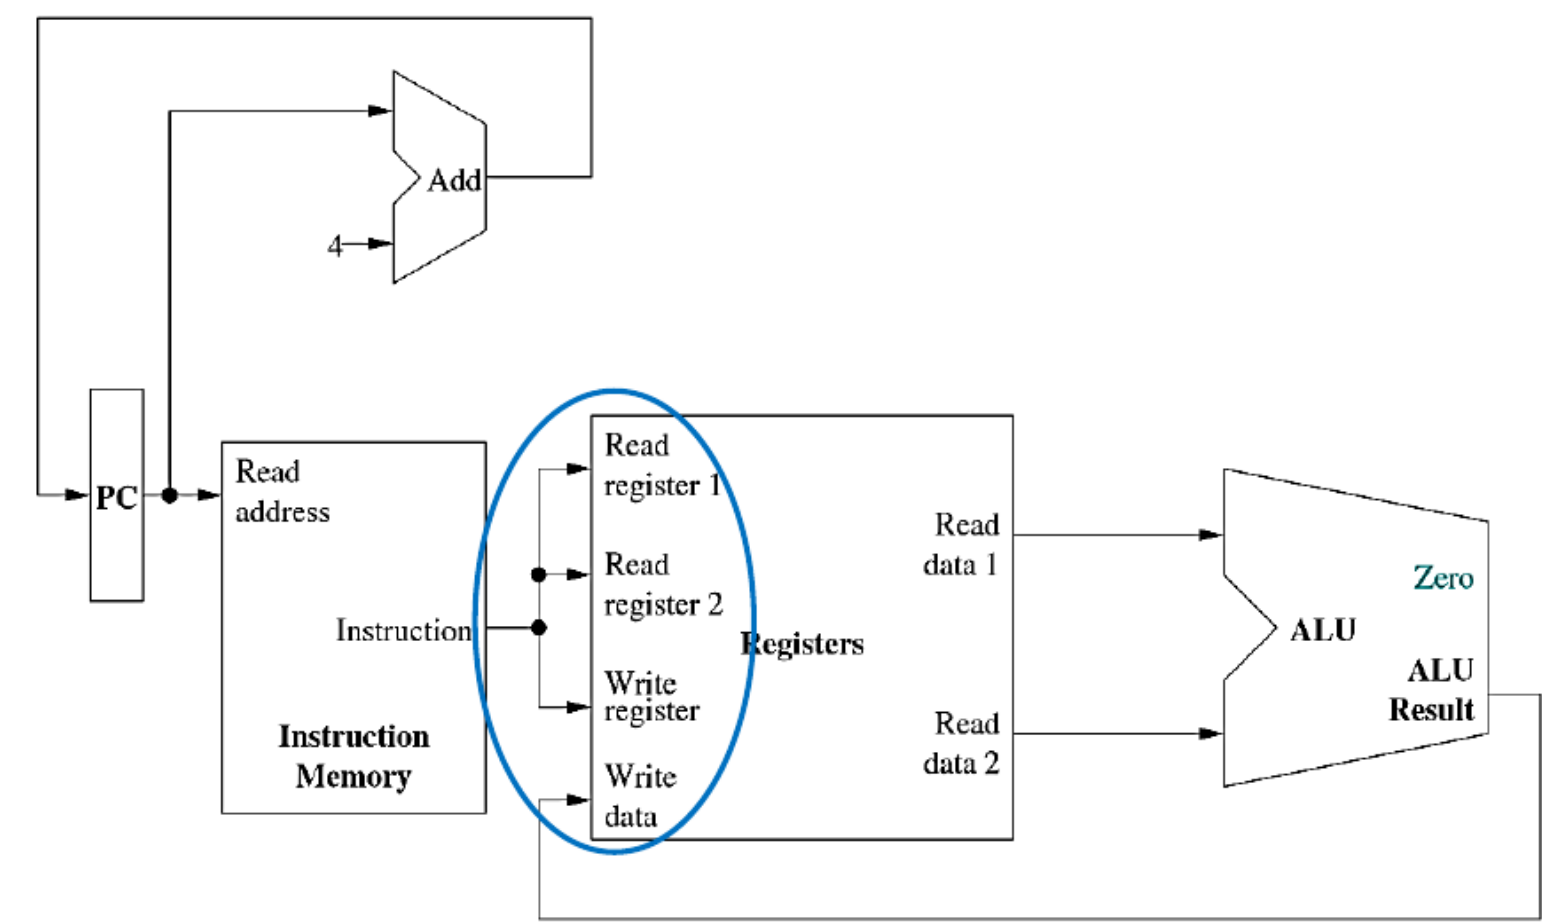 Add
4
PC
Read
address
Instruction
Instruction
Memory
Read
register 1
Read
register 2
Write
register
Write
data
Registers
Read
data 1
Read
data 2
Zero
ALU
ALU
Result